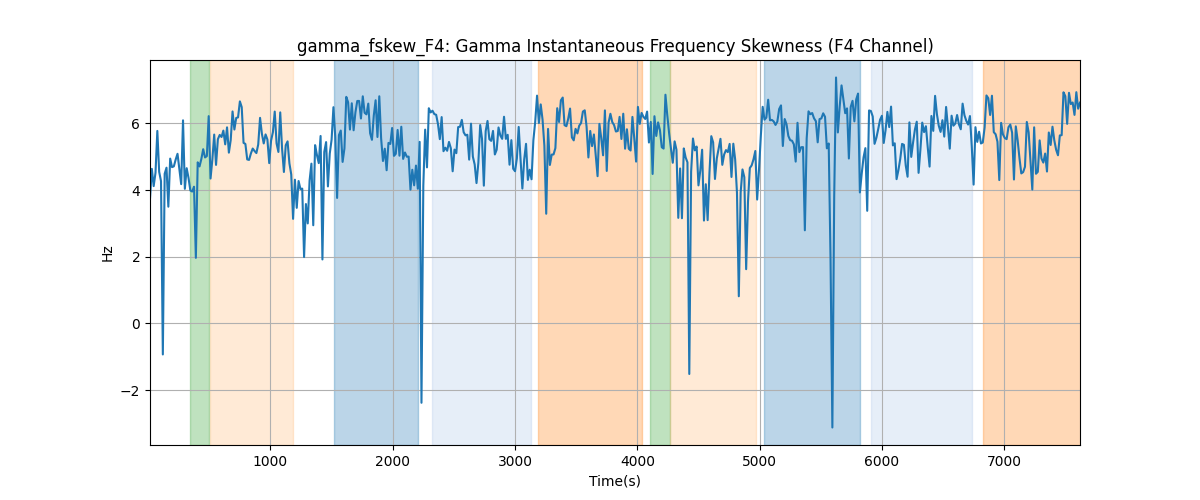 gamma_fskew_F4: Gamma Instantaneous Frequency Skewness (F4 Channel)
6
4
2
0
−2
Hz
1000 2000 3000 4000 5000 6000 7000
Time(s)